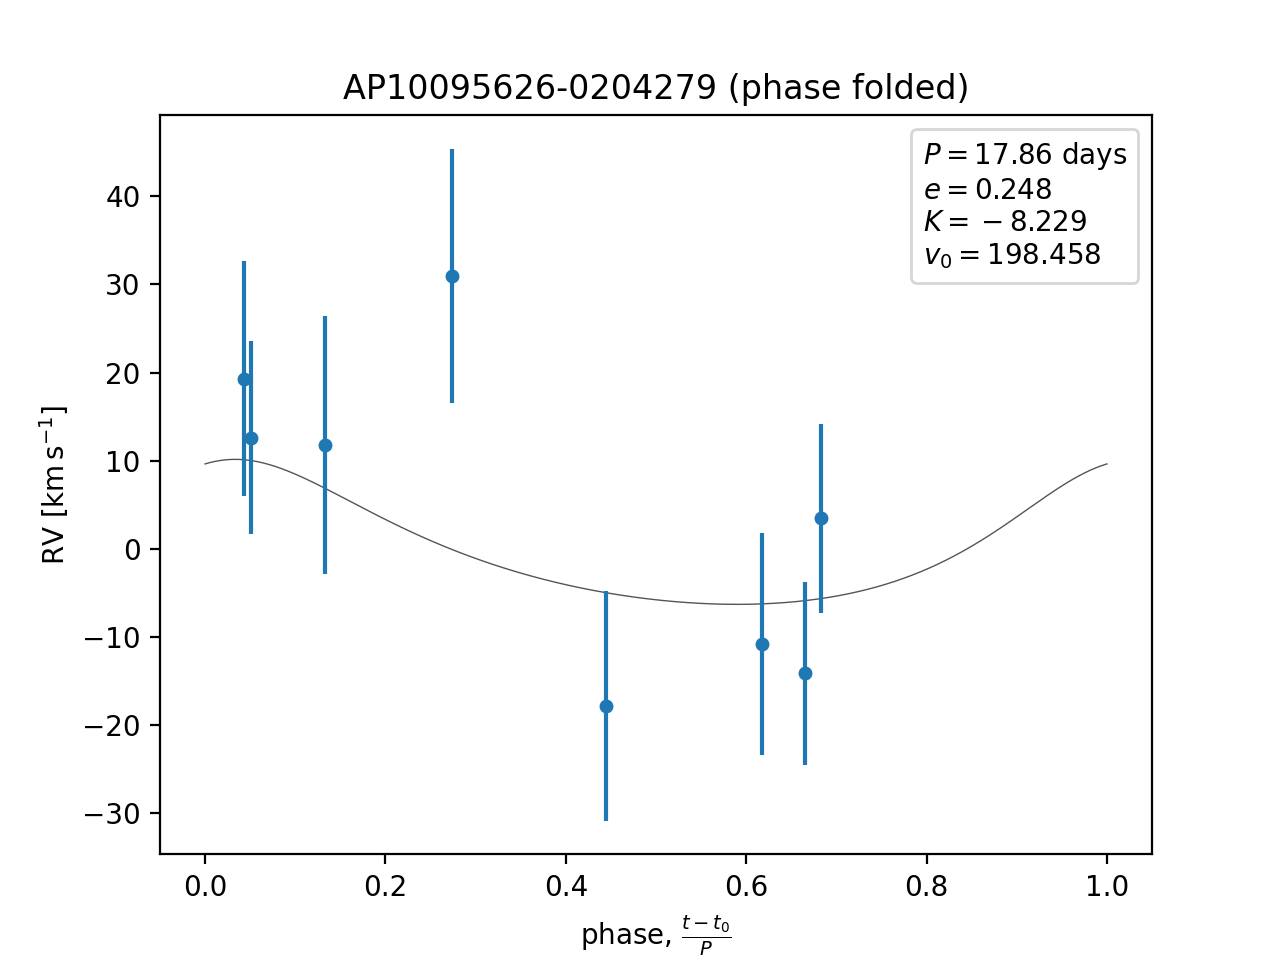 AP10095626-0204279 (phase folded)
P = 17.86 days
e = 0.248
K = −8.229
v₀ = 198.458
RV [km s⁻¹]
40
30
20
10
0
−10
−20
−30
0.0 0.2 0.4 0.6 0.8 1.0
phase, (t − t₀)/P